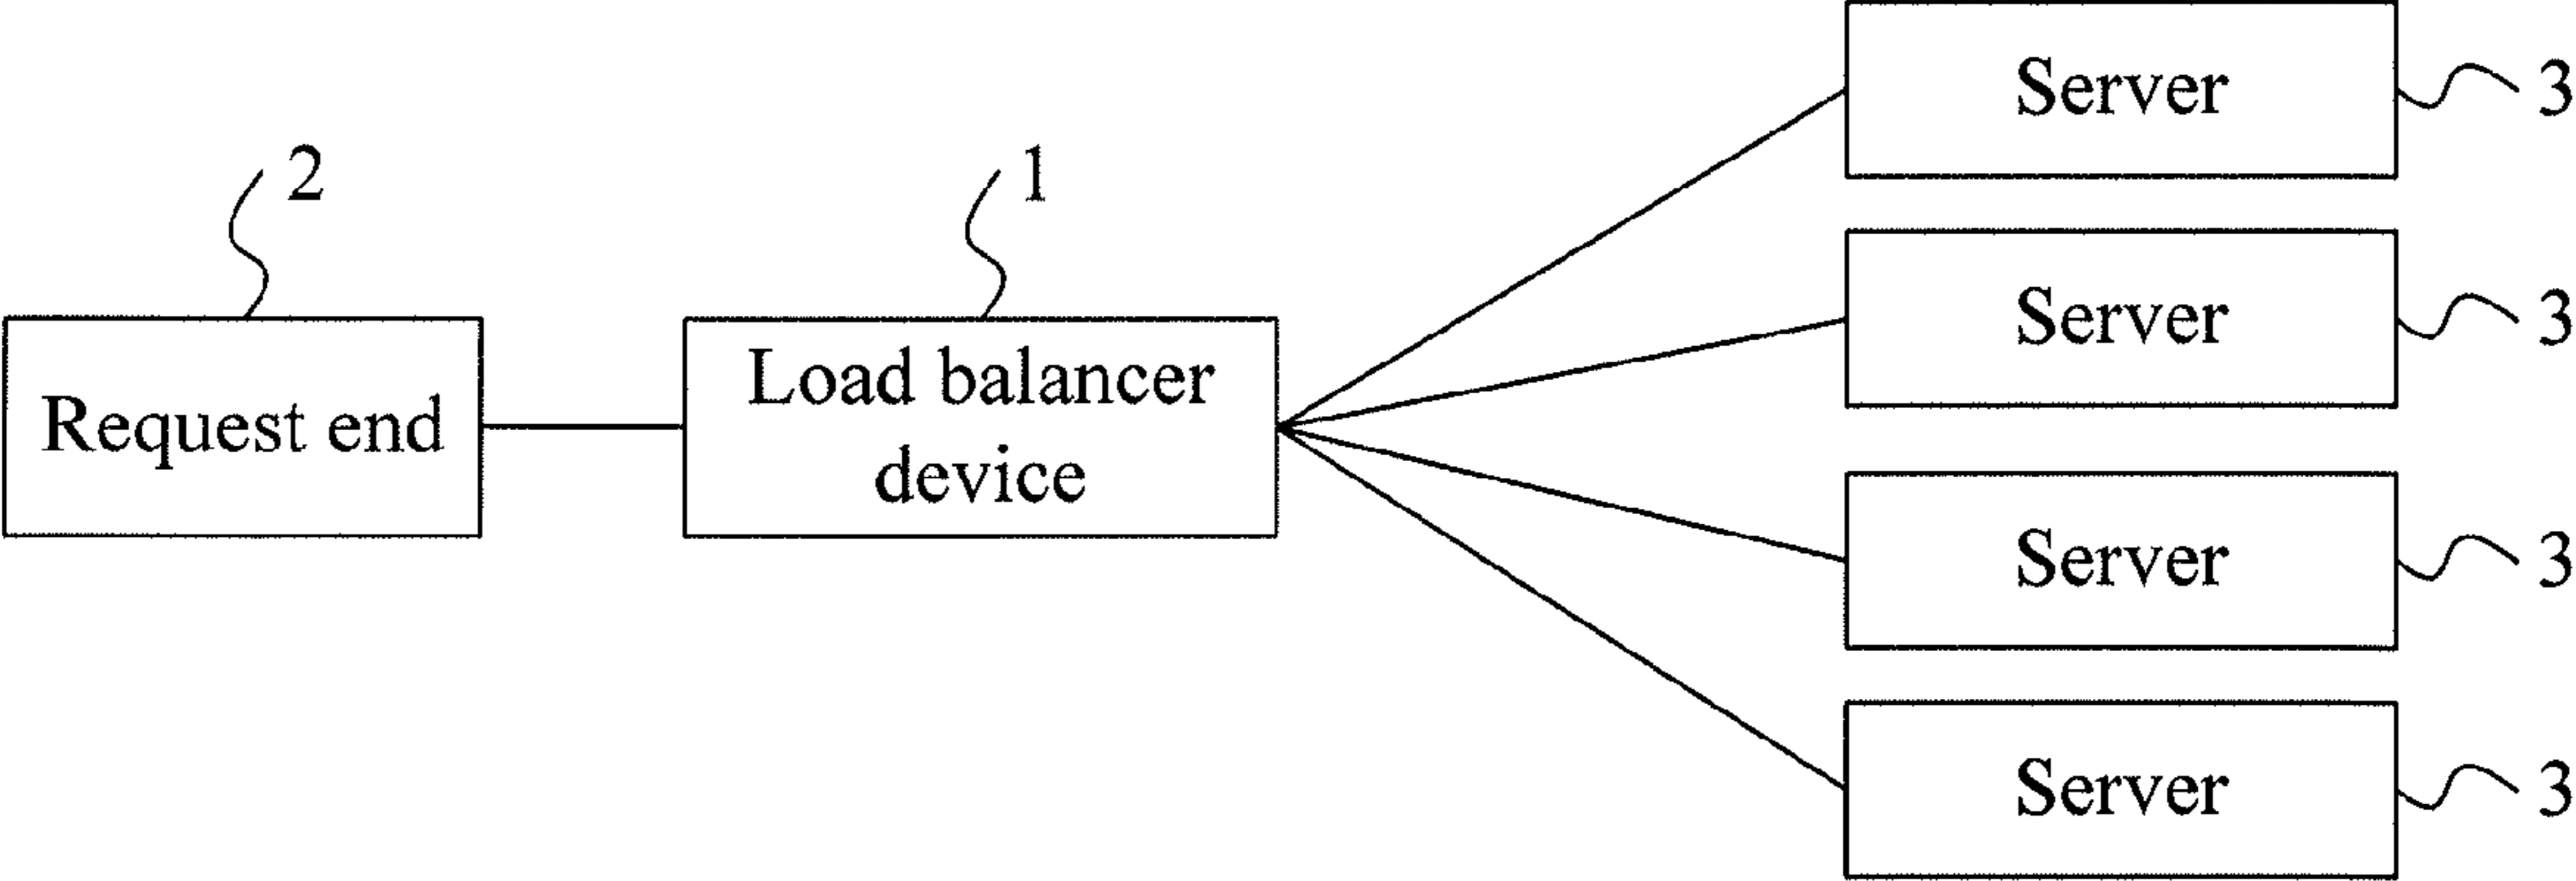 2
1
Request end
Load balancer
device
Server
3
Server
3
Server
3
Server
3